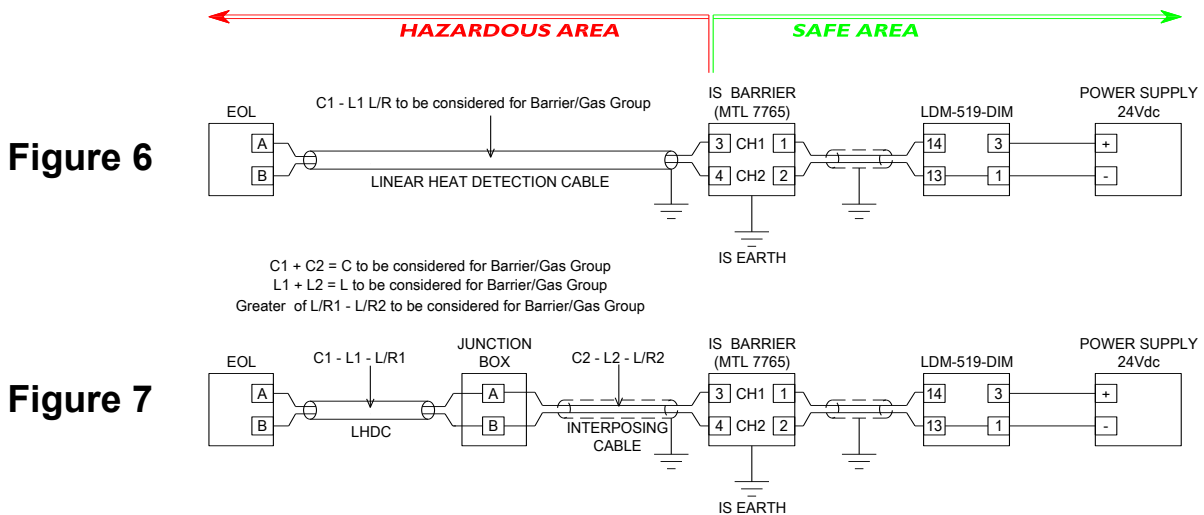 HAZARDOUS AREA
SAFE AREA
Figure 6
EOL
A
B
C1 - L1 L/R to be considered for Barrier/Gas Group
LINEAR HEAT DETECTION CABLE
IS BARRIER
(MTL 7765)
3 CH1 1
4 CH2 2
IS EARTH
LDM-519-DIM
14 3
13 1
POWER SUPPLY
24Vdc
+
-
C1 + C2 = C to be considered for Barrier/Gas Group
L1 + L2 = L to be considered for Barrier/Gas Group
Greater of L/R1 - L/R2 to be considered for Barrier/Gas Group
Figure 7
EOL
A
B
C1 - L1 - L/R1
LHDC
JUNCTION
BOX
A
B
C2 - L2 - L/R2
INTERPOSING
CABLE
IS BARRIER
(MTL 7765)
3 CH1 1
4 CH2 2
IS EARTH
LDM-519-DIM
14 3
13 1
POWER SUPPLY
24Vdc
+
-